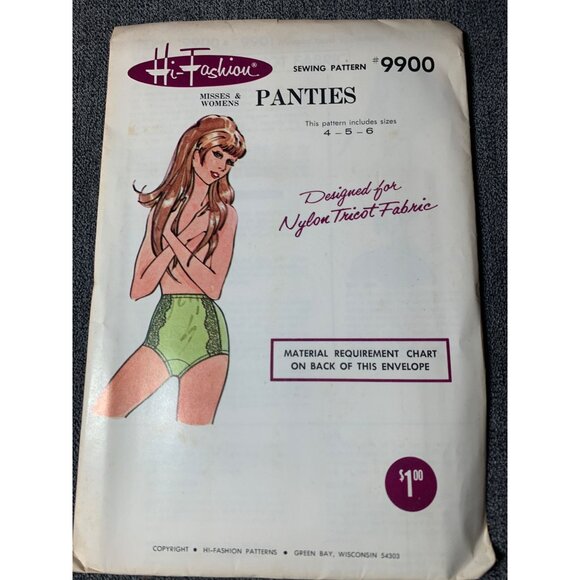 Hi-Fashion®
SEWING PATTERN #9900
MISSES &
WOMENS
PANTIES
This pattern includes sizes
4 – 5 – 6
Designed for
Nylon Tricot Fabric
MATERIAL REQUIREMENT CHART
ON BACK OF THIS ENVELOPE
$1.00
COPYRIGHT • HI-FASHION PATTERNS • GREEN BAY, WISCONSIN 54303